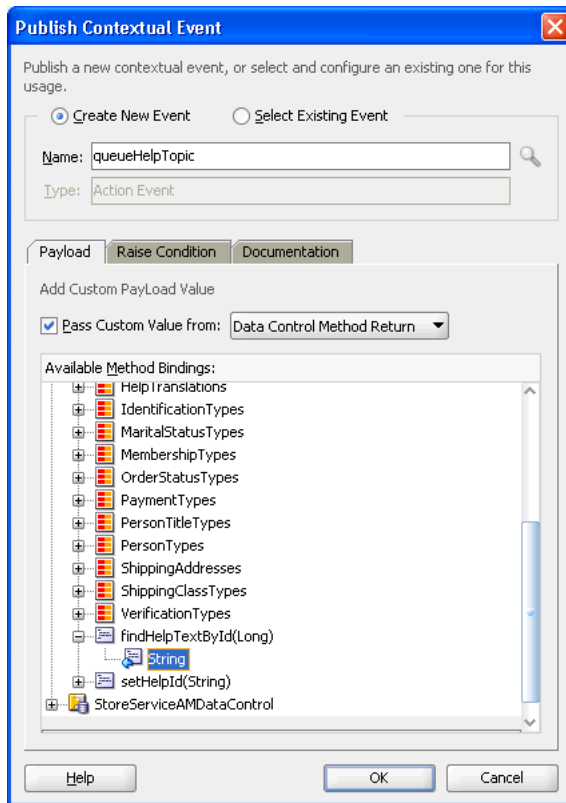 Publish Contextual Event
Publish a new contextual event, or select and configure an existing one for this
usage.
Create New Event Select Existing Event
Name: queueHelpTopic
Type: Action Event
Payload Raise Condition Documentation
Add Custom PayLoad Value
Pass Custom Value from: Data Control Method Return
Available Method Bindings:
HelpTranslations
IdentificationTypes
MaritalStatusTypes
MembershipTypes
OrderStatusTypes
PaymentTypes
PersonTitleTypes
PersonTypes
ShippingAddresses
ShippingClassTypes
VerificationTypes
findHelpTextById(Long)
String
setHelpId(String)
StoreServiceAMDataControl
Help OK Cancel